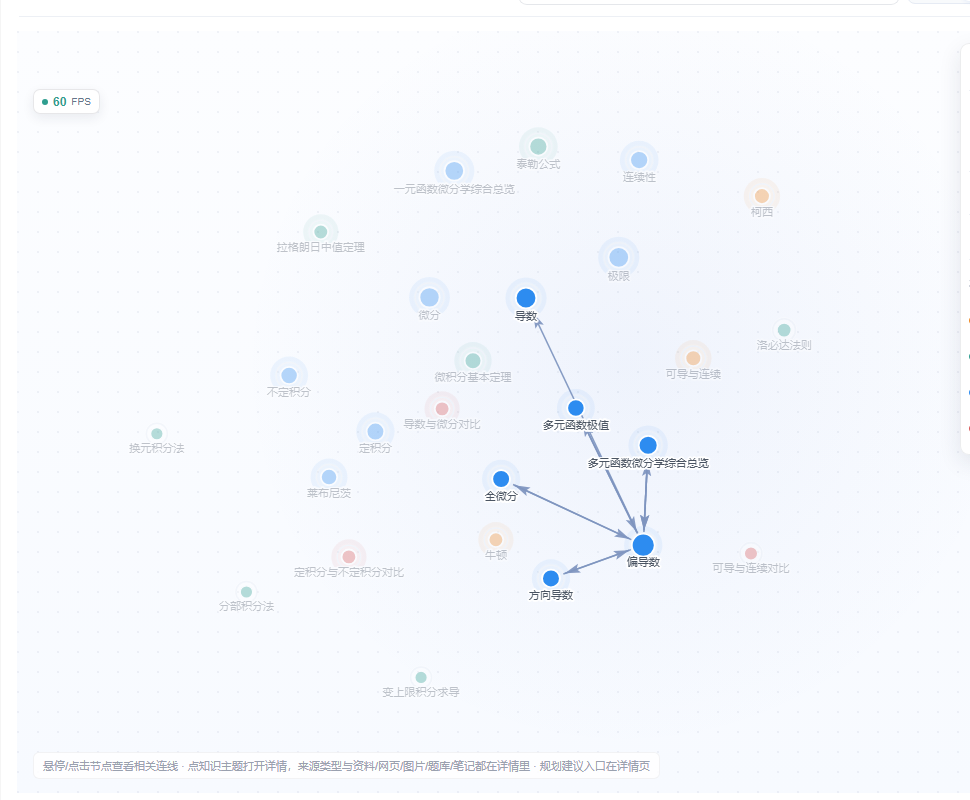 60 FPS
泰勒公式
连续性
一元函数微分学综合总览
柯西
拉格朗日中值定理
极限
微分
导数
洛必达法则
可导与连续
微积分基本定理
不定积分
导数与微分对比
多元函数极值
换元积分法
定积分
多元函数微分学综合总览
莱布尼茨
全微分
牛顿
偏导数
定积分与不定积分对比
可导与连续对比
方向导数
分部积分法
变上限积分求导
悬停/点击节点查看相关连线 · 点知识主题打开详情，来源类型与资料/网页/图片/题库/笔记都在详情里 · 规划建议入口在详情页